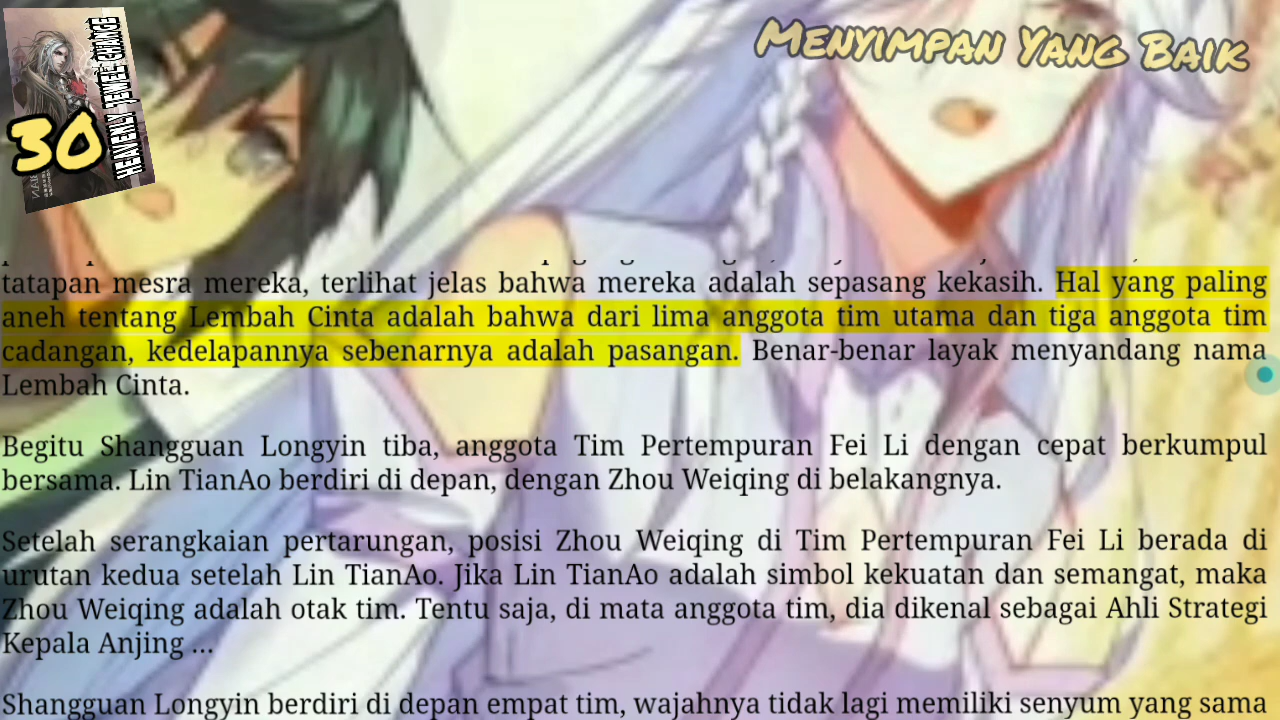 Menyimpan Yang Baik
HEAVENLY JEWEL CHANGE
30
tatapan mesra mereka, terlihat jelas bahwa mereka adalah sepasang kekasih. Hal yang paling
aneh tentang Lembah Cinta adalah bahwa dari lima anggota tim utama dan tiga anggota tim
cadangan, kedelapannya sebenarnya adalah pasangan. Benar-benar layak menyandang nama
Lembah Cinta.
Begitu Shangguan Longyin tiba, anggota Tim Pertempuran Fei Li dengan cepat berkumpul
bersama. Lin TianAo berdiri di depan, dengan Zhou Weiqing di belakangnya.
Setelah serangkaian pertarungan, posisi Zhou Weiqing di Tim Pertempuran Fei Li berada di
urutan kedua setelah Lin TianAo. Jika Lin TianAo adalah simbol kekuatan dan semangat, maka
Zhou Weiqing adalah otak tim. Tentu saja, di mata anggota tim, dia dikenal sebagai Ahli Strategi
Kepala Anjing ...
Shangguan Longyin berdiri di depan empat tim, wajahnya tidak lagi memiliki senyum yang sama